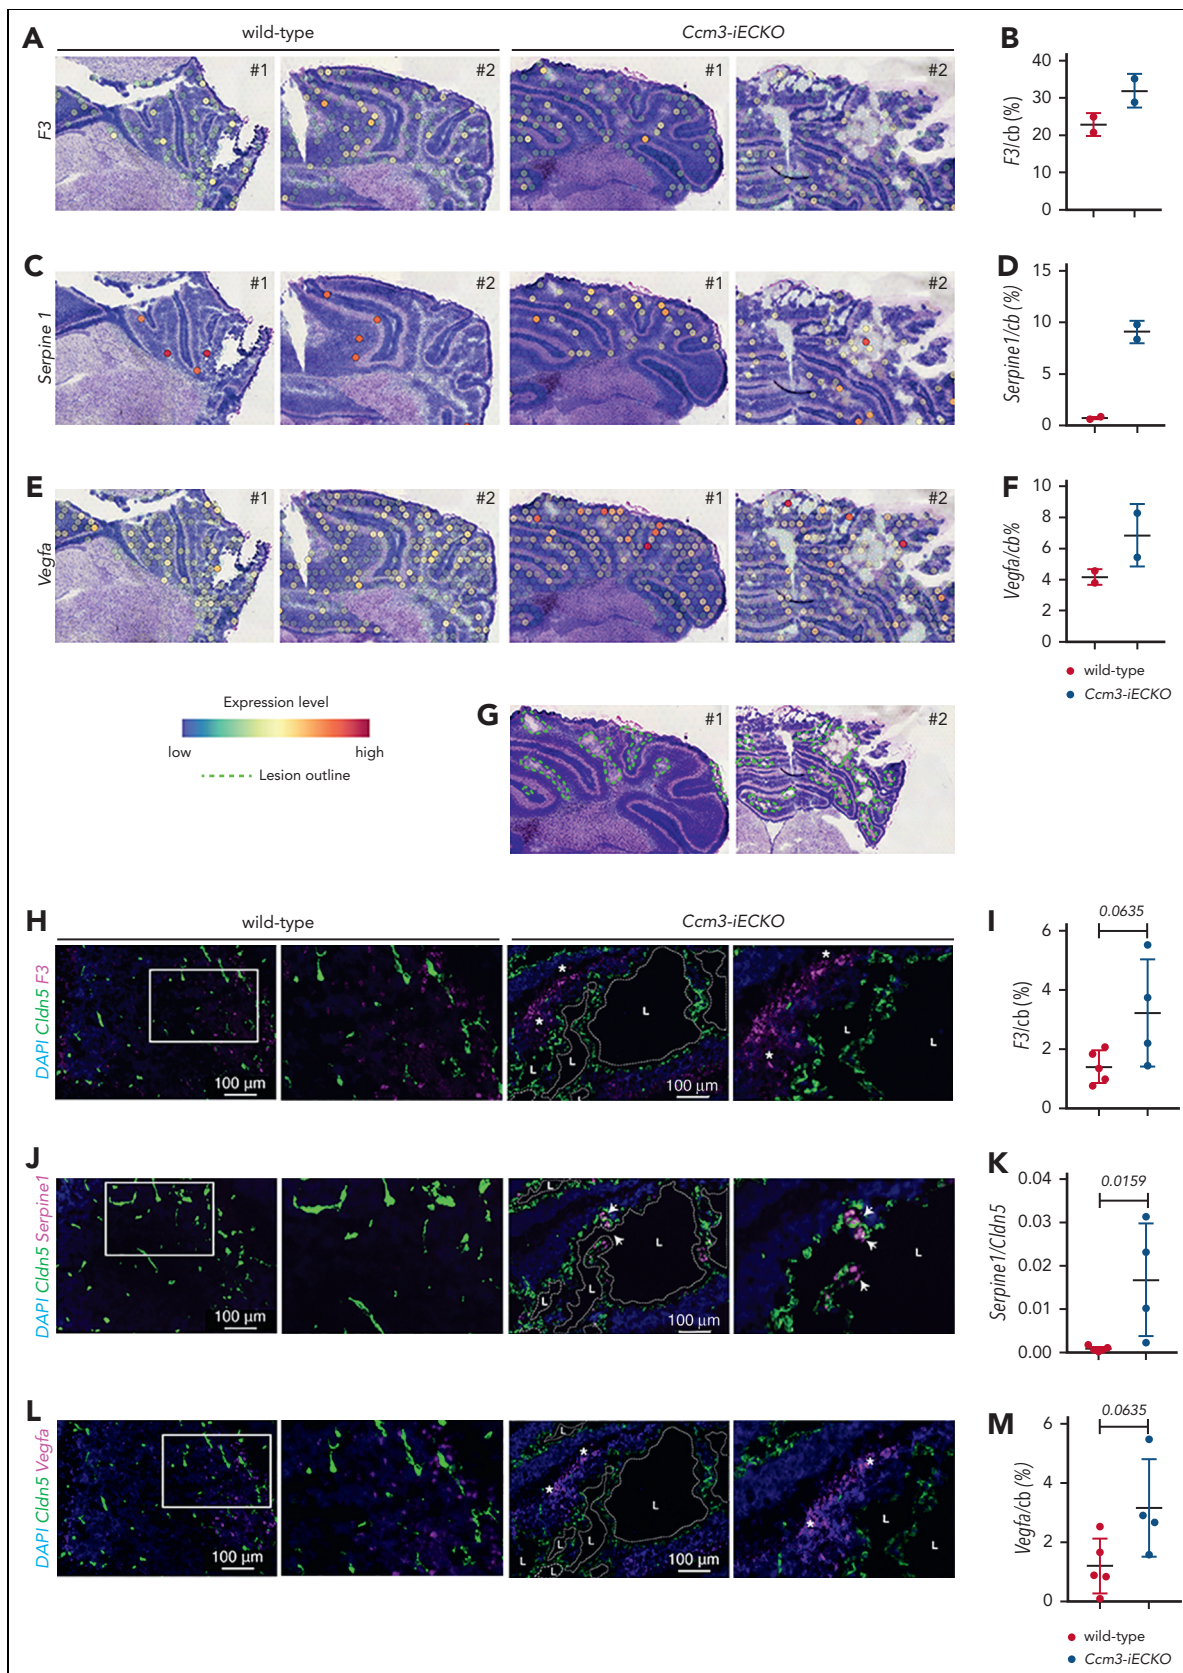 wild-type
Ccm3-iECKO
A
F3
#1
#2
#1
#2
B
F3/cb (%)
40
30
20
10
0
C
Serpine 1
#1
#2
#1
#2
D
Serpine1/cb (%)
15
10
5
0
E
Vegfa
#1
#2
#1
#2
F
Vegfa/cb%
10
8
6
4
2
0
wild-type
Ccm3-iECKO
Expression level
low
high
Lesion outline
G
#1
#2
wild-type
Ccm3-iECKO
H
DAPI Cldn5 F3
100 µm
*
*
L
L
L
L
100 µm
*
*
L
L
I
F3/cb (%)
0.0635
6
4
2
0
J
DAPI Cldn5 Serpine1
100 µm
L
L
L
L
100 µm
L
K
Serpine1/Cldn5
0.0159
0.04
0.03
0.02
0.01
0.00
L
DAPI Cldn5 Vegfa
100 µm
L
*
*
L
L
L
L
L
100 µm
*
*
L
L
M
Vegfa/cb (%)
0.0635
6
4
2
0
wild-type
Ccm3-iECKO